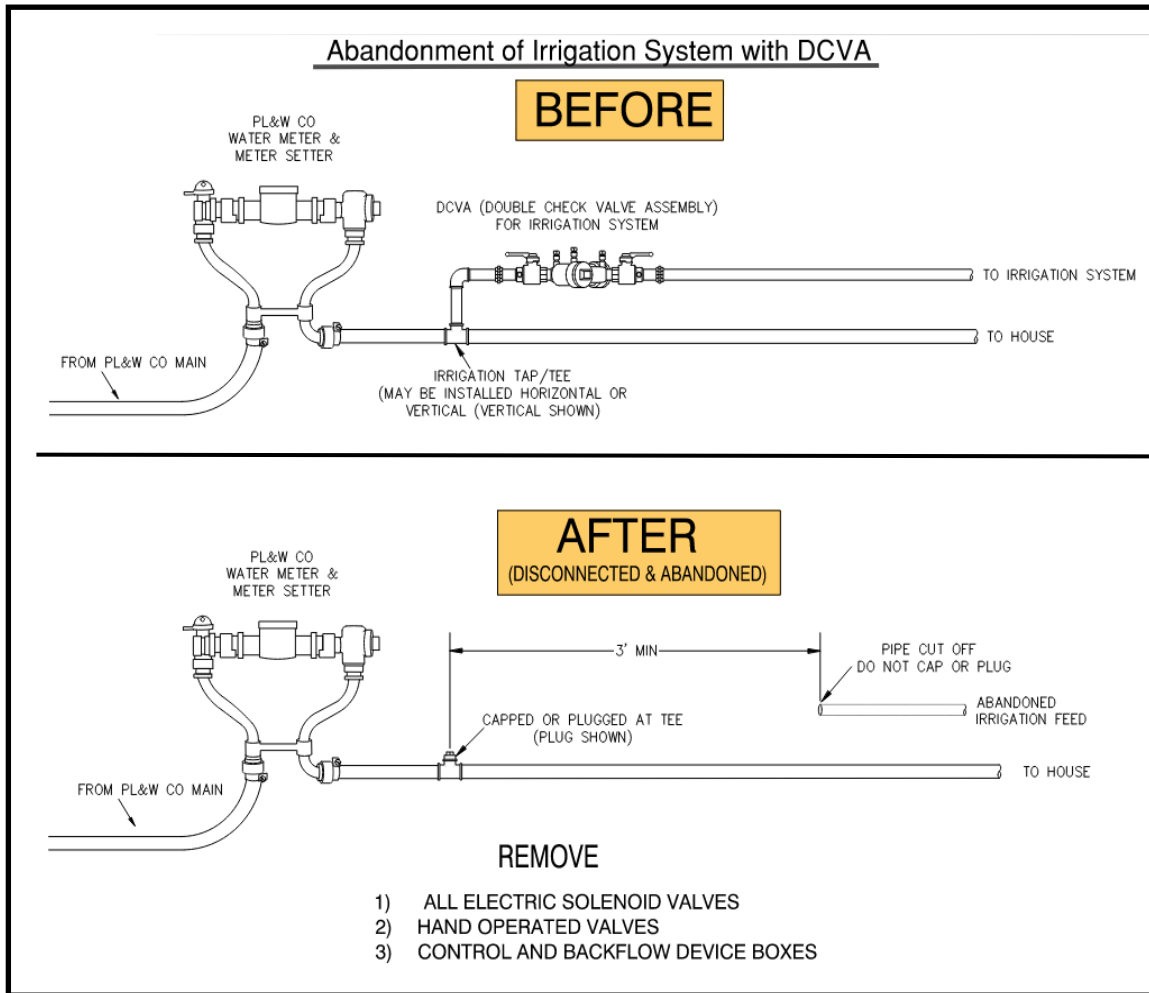 Abandonment of Irrigation System with DCVA
BEFORE
PL&W CO
WATER METER &
METER SETTER
DCVA (DOUBLE CHECK VALVE ASSEMBLY)
FOR IRRIGATION SYSTEM
TO IRRIGATION SYSTEM
TO HOUSE
FROM PL&W CO MAIN
IRRIGATION TAP/TEE
(MAY BE INSTALLED HORIZONTAL OR
VERTICAL (VERTICAL SHOWN)
AFTER
(DISCONNECTED & ABANDONED)
PL&W CO
WATER METER &
METER SETTER
3' MIN
PIPE CUT OFF
DO NOT CAP OR PLUG
ABANDONED
IRRIGATION FEED
CAPPED OR PLUGGED AT TEE
(PLUG SHOWN)
TO HOUSE
FROM PL&W CO MAIN
REMOVE
1) ALL ELECTRIC SOLENOID VALVES
2) HAND OPERATED VALVES
3) CONTROL AND BACKFLOW DEVICE BOXES